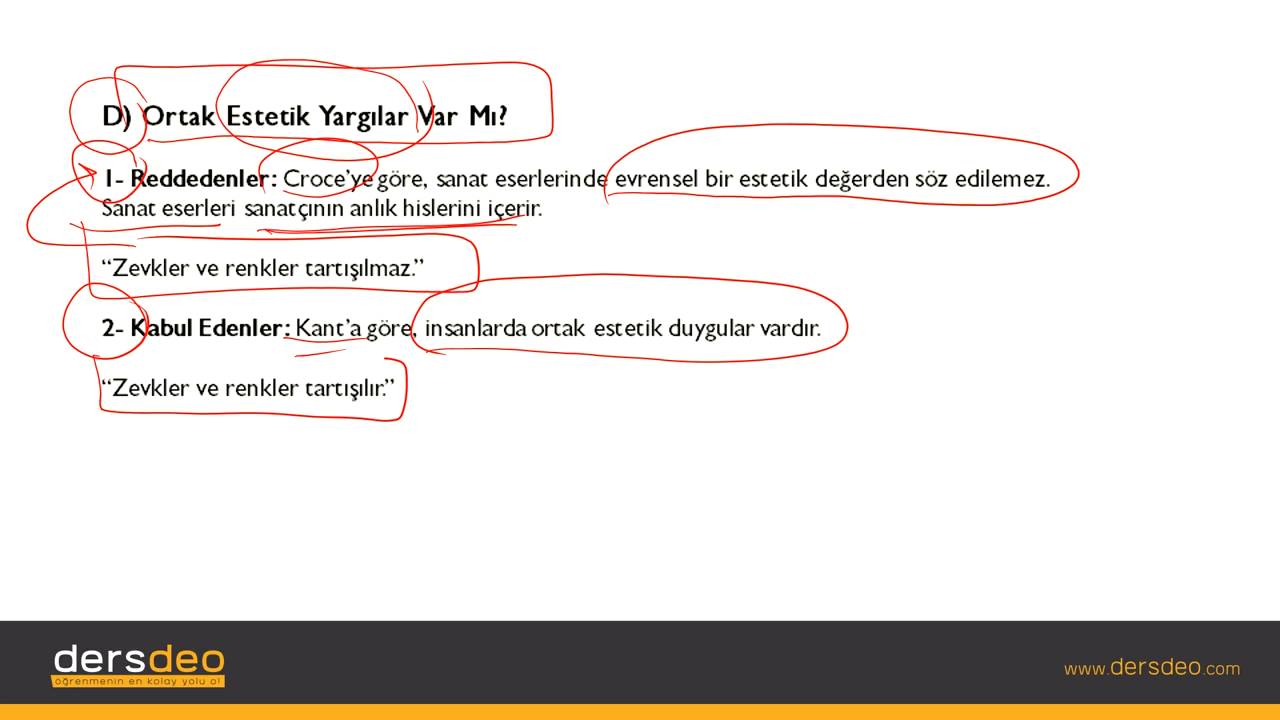 D) Ortak Estetik Yargılar Var Mı?
1- Reddedenler: Croce'ye göre, sanat eserlerinde evrensel bir estetik değerden söz edilemez.
Sanat eserleri sanatçının anlık hislerini içerir.
“Zevkler ve renkler tartışılmaz.”
2- Kabul Edenler: Kant'a göre, insanlarda ortak estetik duygular vardır.
“Zevkler ve renkler tartışılır.”
dersdeo
öğrenmenin en kolay yolu o!
www.dersdeo.com